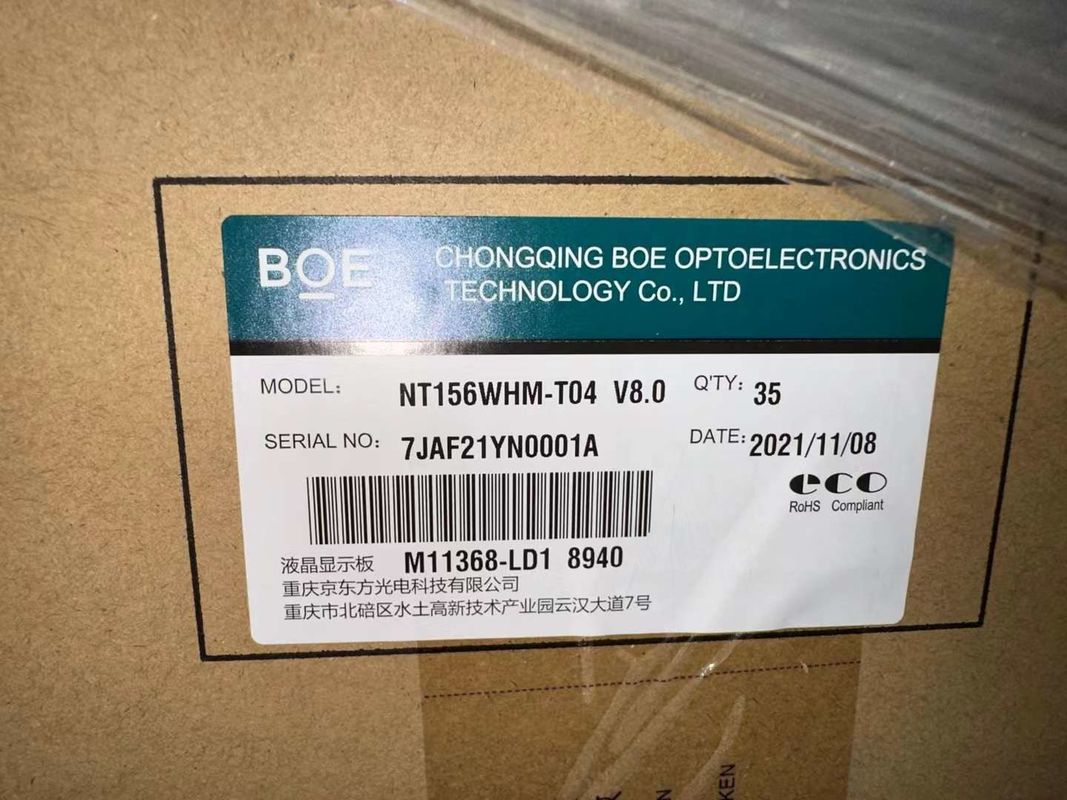 BOE
CHONGQING BOE OPTOELECTRONICS
TECHNOLOGY Co., LTD
MODEL: NT156WHM-T04 V8.0 Q'TY: 35
SERIAL NO: 7JAF21YN0001A DATE: 2021/11/08
eco
RoHS Compliant
液晶显示板 M11368-LD1 8940
重庆京东方光电科技有限公司
重庆市北碚区水土高新技术产业园云汉大道7号